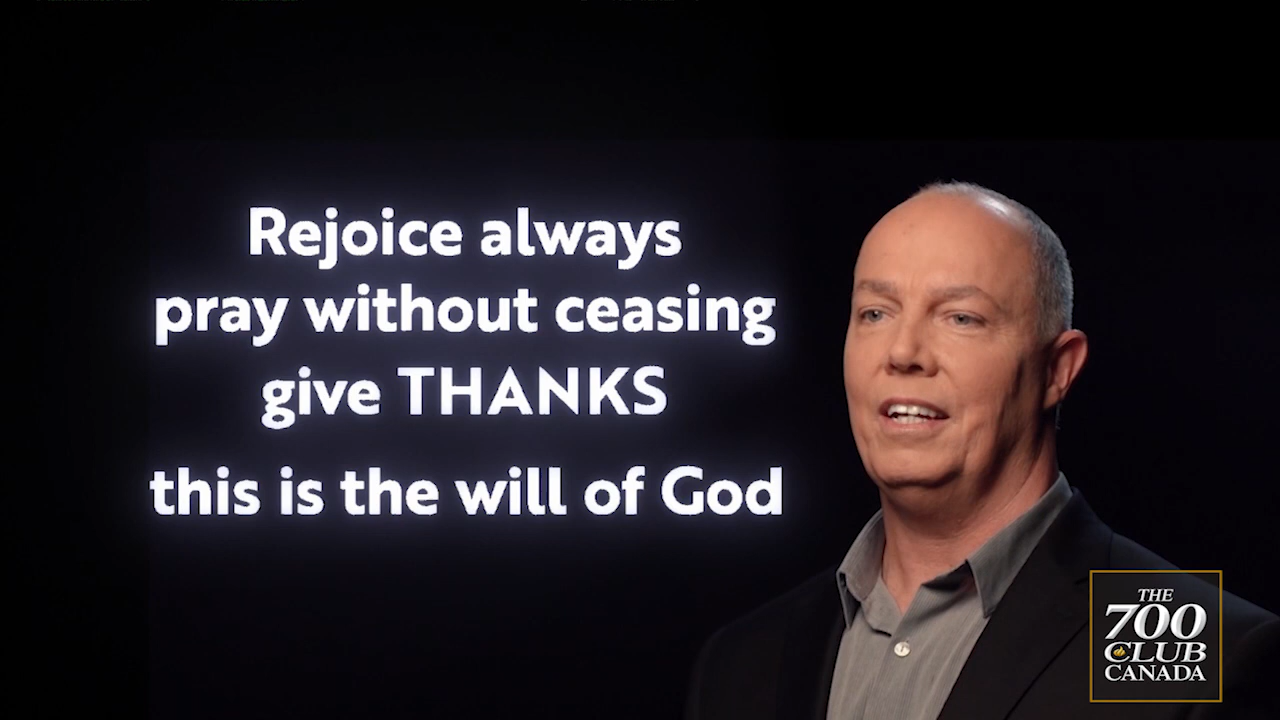 Rejoice always
pray without ceasing
give THANKS
this is the will of God
THE
700
CLUB
CANADA